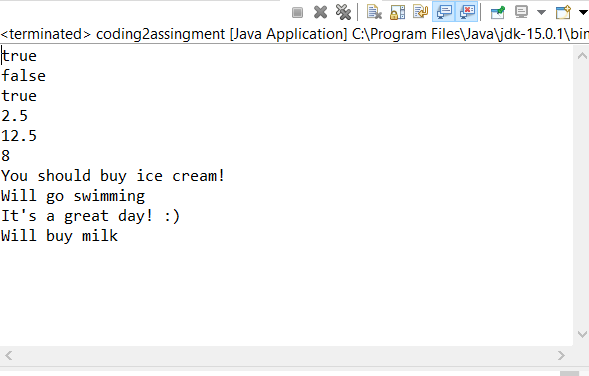 <terminated> coding2assingment [Java Application] C:\Program Files\Java\jdk-15.0.1\bin
true
false
true
2.5
12.5
8
You should buy ice cream!
Will go swimming
It's a great day! :)
Will buy milk